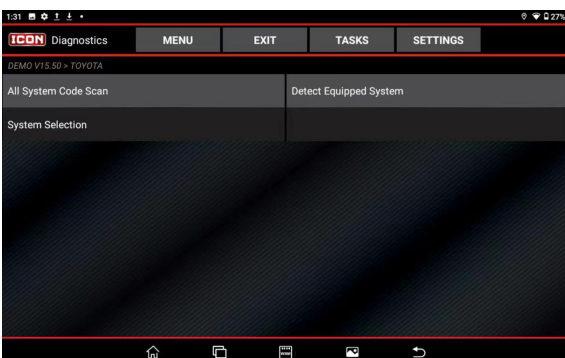 1:31
27%
ICON Diagnostics
MENU
EXIT
TASKS
SETTINGS
DEMO V15.50 > TOYOTA
All System Code Scan
Detect Equipped System
System Selection